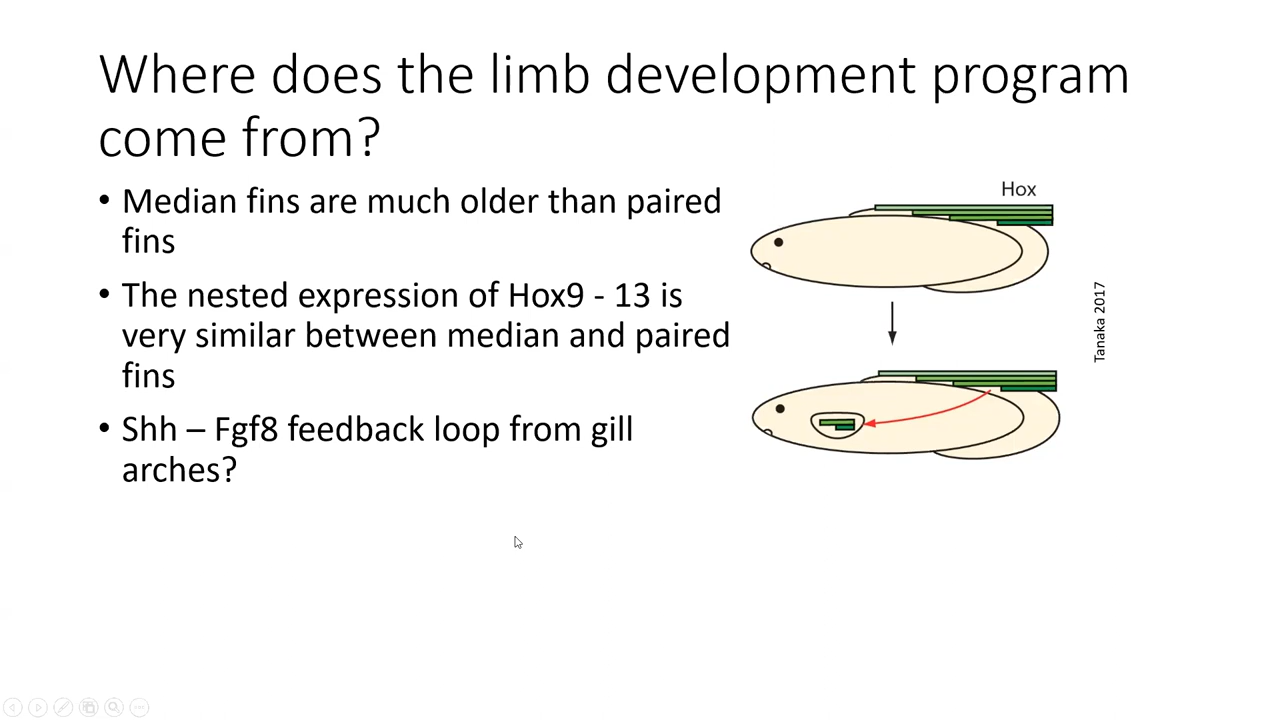 Where does the limb development program
come from?
• Median fins are much older than paired
fins
• The nested expression of Hox9 - 13 is
very similar between median and paired
fins
• Shh – Fgf8 feedback loop from gill
arches?
Hox
Tanaka 2017